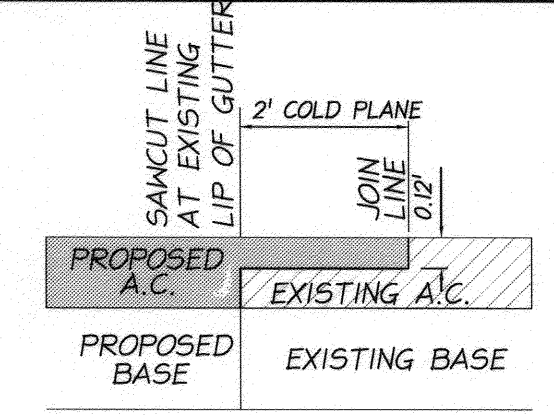 SAWCUT LINE
AT EXISTING
LIP OF GUTTER
2' COLD PLANE
JOIN
LINE
0.12'
PROPOSED
A.C.
EXISTING A.C.
PROPOSED
BASE
EXISTING BASE